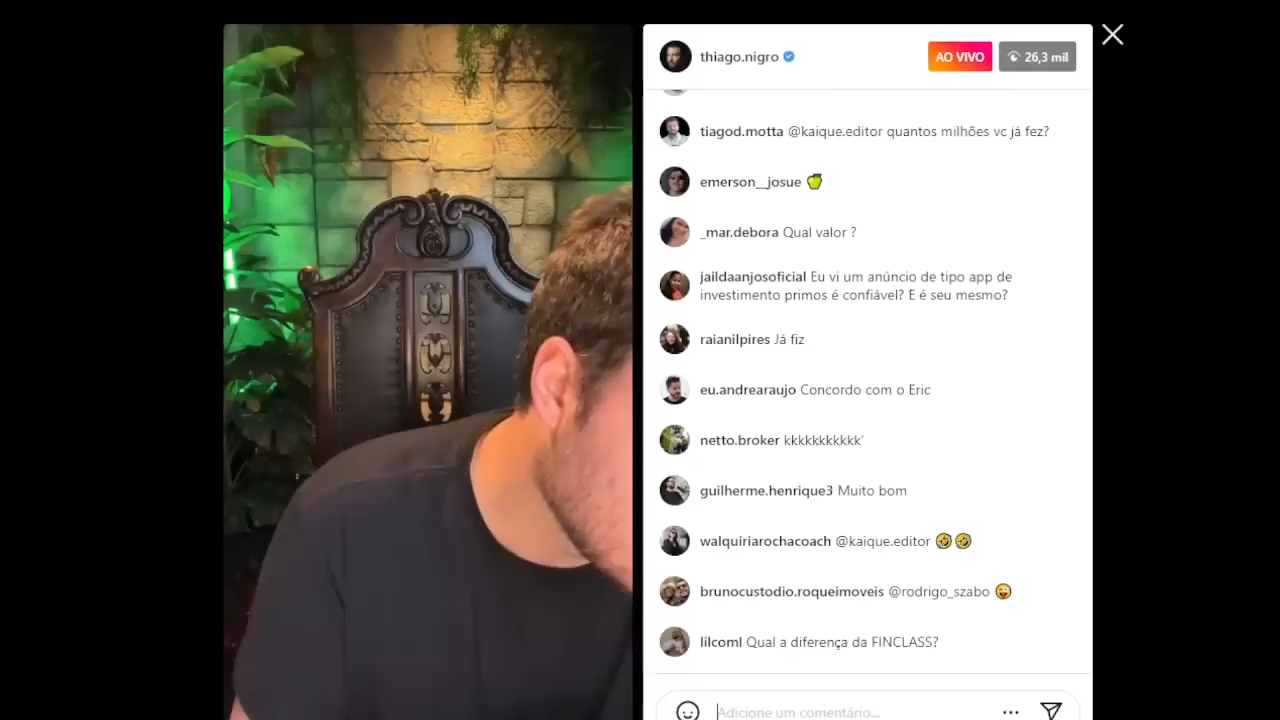 thiago.nigro
AO VIVO
26,3 mil
tiagod.motta @kaique.editor quantos milhões vc já fez?
emerson__josue
_mar.debora Qual valor ?
jaildaanjosoficial Eu vi um anúncio de tipo app de
investimento primos é confiável? E é seu mesmo?
raianilpires Já fiz
eu.andrearaujo Concordo com o Eric
netto.broker kkkkkkkkkkk´
guilherme.henrique3 Muito bom
walquiriarochacoach @kaique.editor 🤣🤣
brunocustodio.roqueimoveis @rodrigo_szabo 😜
lilcoml Qual a diferença da FINCLASS?
Adicione um comentário...